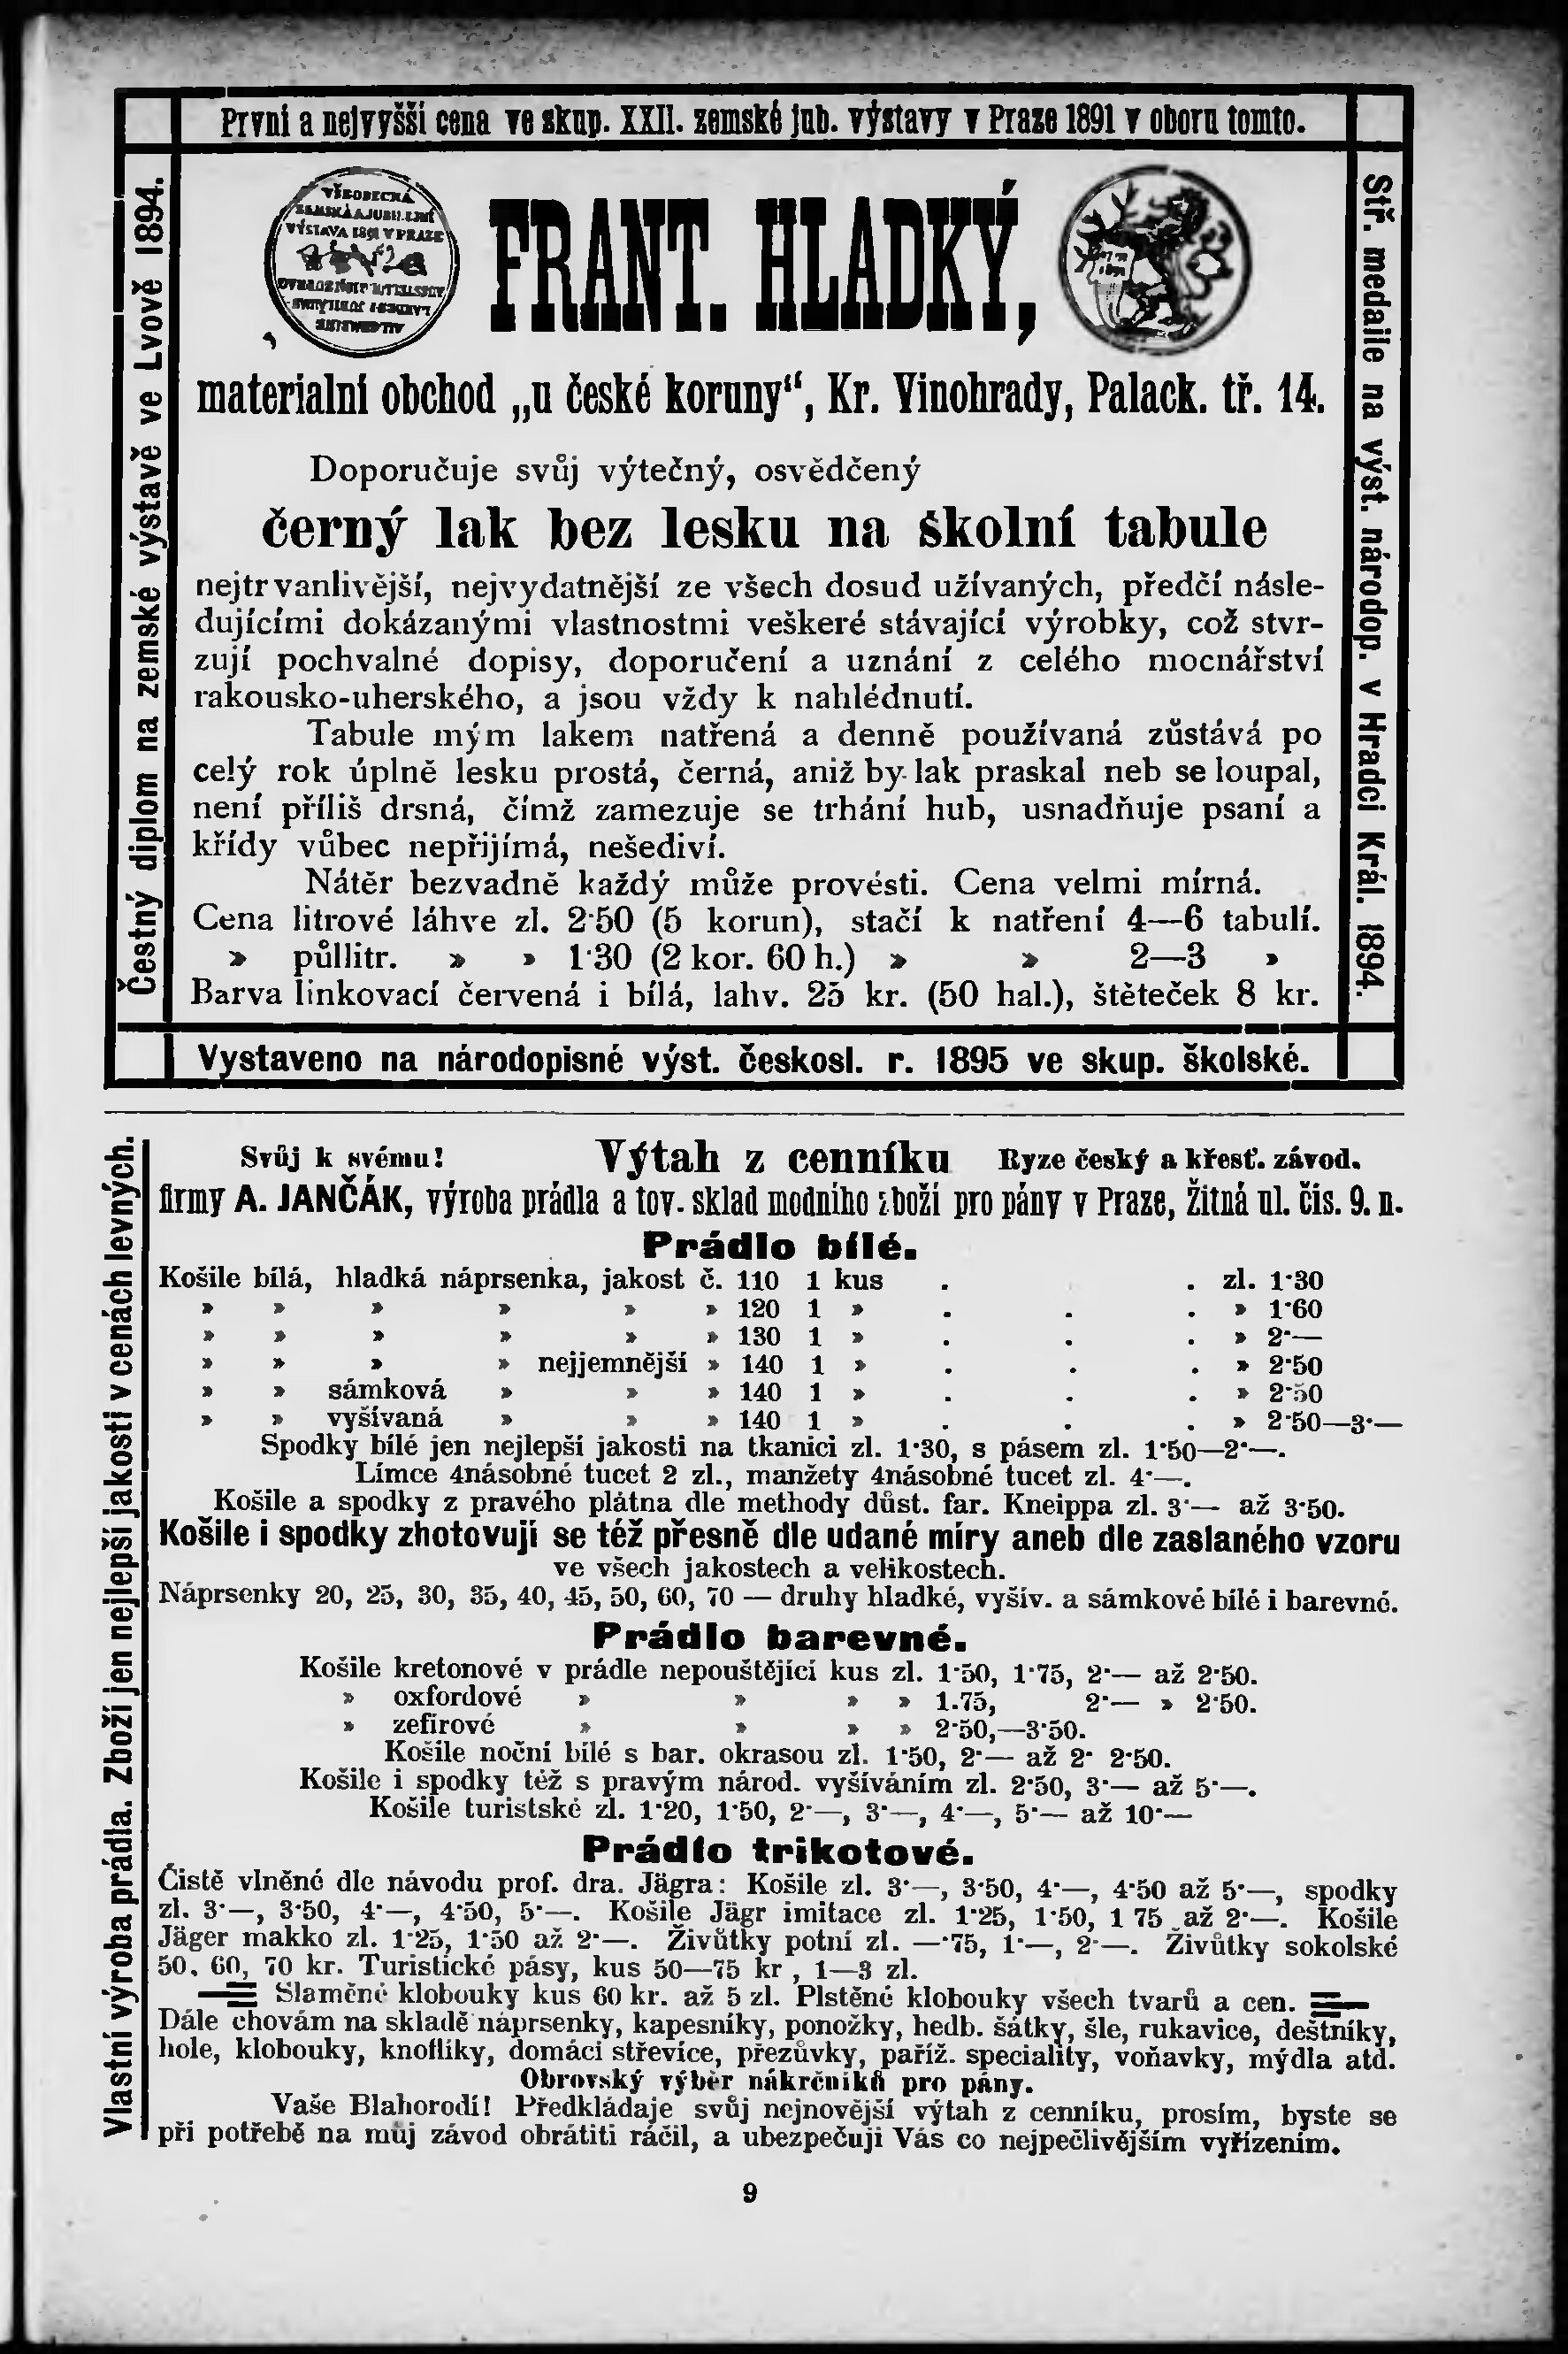 První a nejvyšší cena ve skup. XXII. zemské jub. výstavy v Praze 1891 v oboru tomto.
Čestný diplom na zemské výstavě ve Lvově 1894.
VŠEOBECNÁ
VÝSTAVA 1891 V PRAZE
FRANT. HLADKÝ,
materialní obchod „u české koruny“, Kr. Vinohrady, Palack. tř. 14.
Doporučuje svůj výtečný, osvědčený
černý lak bez lesku na školní tabule
nejtrvanlivější, nejvydatnější ze všech dosud užívaných, předčí násle-
dujícími dokázanými vlastnostmi veškeré stávající výrobky, což stvr-
zují pochvalné dopisy, doporučení a uznání z celého mocnářství
rakousko-uherského, a jsou vždy k nahlédnutí.
Tabule mým lakem natřená a denně používaná zůstává po
celý rok úplně lesku prostá, černá, aniž by lak praskal neb se loupal,
není příliš drsná, čímž zamezuje se trhání hub, usnadňuje psaní a
křídy vůbec nepřijímá, nešediví.
Nátěr bezvadně každý může provésti. Cena velmi mírná.
Cena litrové láhve zl. 2·50 (5 korun), stačí k natření 4—6 tabulí.
» půllitr. » » 1·30 (2 kor. 60 h.) » » 2—3 »
Barva linkovací červená i bílá, lahv. 25 kr. (50 hal.), štěteček 8 kr.
Stř. medaile na výst. národop. v Hradci Král. 1894.
Vystaveno na národopisné výst. českosl. r. 1895 ve skup. školské.
Vlastní výroba prádla. Zboží jen nejlepší jakosti v cenách levných.
Svůj k svému! Výtah z cenníku Ryze český a křesť. závod.
firmy A. JANČÁK, výroba prádla a tov. sklad modního zboží pro pány v Praze, Žitná ul. čís. 9. n.
Prádlo bílé.
Košile bílá, hladká náprsenka, jakost č. 110 1 kus . . zl. 1·30
» » » » » » 120 1 » . . . » 1·60
» » » » » » 130 1 » . . . » 2·—
» » » » nejjemnější » 140 1 » . . . » 2·50
» » sámková » » » 140 1 » . . . » 2·50
» » vyšívaná » » » 140 1 » . . . » 2·50—3·—
Spodky bílé jen nejlepší jakosti na tkanici zl. 1·30, s pásem zl. 1·50—2·—.
Límce 4násobné tucet 2 zl., manžety 4násobné tucet zl. 4·—.
Košile a spodky z pravého plátna dle methody důst. far. Kneippa zl. 3·— až 3·50.
Košile i spodky zhotovují se též přesně dle udané míry aneb dle zaslaného vzoru
ve všech jakostech a velikostech.
Náprsenky 20, 25, 30, 35, 40, 45, 50, 60, 70 — druhy hladké, vyšív. a sámkové bílé i barevné.
Prádlo barevné.
Košile kretonové v prádle nepouštějící kus zl. 1·50, 1·75, 2·— až 2·50.
» oxfordové » » » » 1.75, 2·— » 2·50.
» zefirové » » » » 2·50,—3·50.
Košile noční bílé s bar. okrasou zl. 1·50, 2·— až 2· 2·50.
Košile i spodky též s pravým národ. vyšíváním zl. 2·50, 3·— až 5·—.
Košile turistské zl. 1·20, 1·50, 2·—, 3·—, 4·—, 5·— až 10·—
Prádlo trikotové.
Čistě vlněné dle návodu prof. dra. Jägra: Košile zl. 3·—, 3·50, 4·—, 4·50 až 5·—, spodky
zl. 3·—, 3·50, 4·—, 4·50, 5·—. Košile Jägr imitace zl. 1·25, 1·50, 1 75 až 2·—. Košile
Jäger makko zl. 1·25, 1·50 až 2·—. Živůtky potní zl. —·75, 1·—, 2·—. Živůtky sokolské
50, 60, 70 kr. Turistické pásy, kus 50—75 kr , 1—3 zl.
Slaměné klobouky kus 60 kr. až 5 zl. Plstěné klobouky všech tvarů a cen.
Dále chovám na skladě náprsenky, kapesníky, ponožky, hedb. šátky, šle, rukavice, deštníky,
hole, klobouky, knoflíky, domácí střevíce, přezůvky, paříž. speciality, voňavky, mýdla atd.
Obrovský výběr nákrčníků pro pány.
Vaše Blahorodí! Předkládaje svůj nejnovější výtah z cenníku, prosím, byste se
při potřebě na můj závod obrátiti ráčil, a ubezpečuji Vás co nejpečlivějším vyřízením.
9